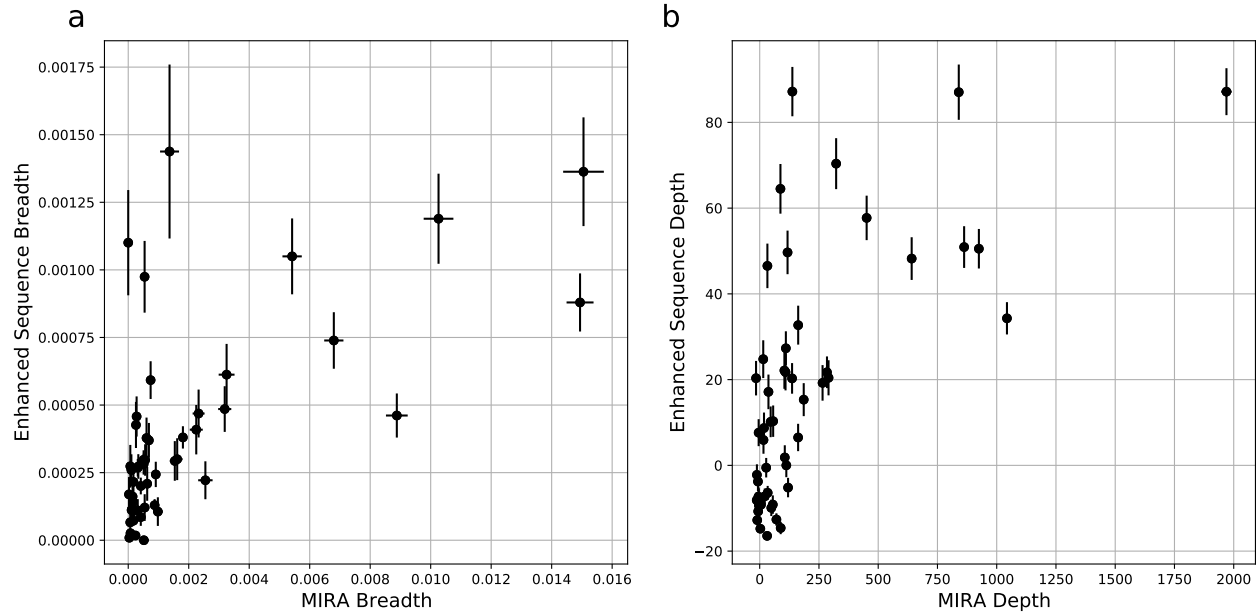 a
b
Enhanced Sequence Breadth
0.00175
0.00150
0.00125
0.00100
0.00075
0.00050
0.00025
0.00000
0.000 0.002 0.004 0.006 0.008 0.010 0.012 0.014 0.016
MIRA Breadth
Enhanced Sequence Depth
80
60
40
20
0
−20
0 250 500 750 1000 1250 1500 1750 2000
MIRA Depth